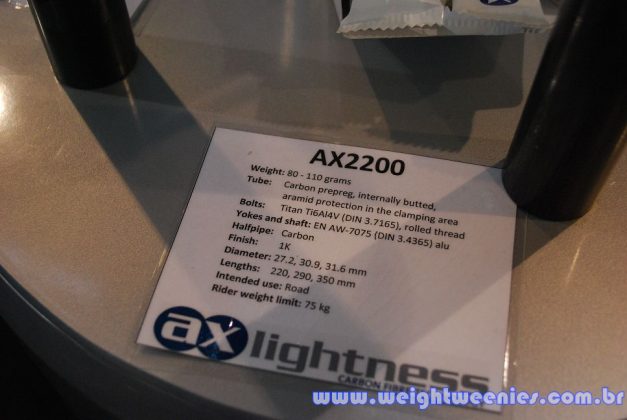 AX2200
Weight: 80 - 110 grams
Tube: Carbon prepreg, internally butted,
aramid protection in the clamping area
Bolts: Titan Ti6Al4V (DIN 3.7165), rolled thread
Yokes and shaft: EN AW-7075 (DIN 3.4365) alu
Halfpipe: Carbon
Finish: 1K
Diameter: 27.2, 30.9, 31.6 mm
Lengths: 220, 290, 350 mm
Intended use: Road
Rider weight limit: 75 kg
ax lightness
CARBON FIBRE
www.weightweenies.com.br